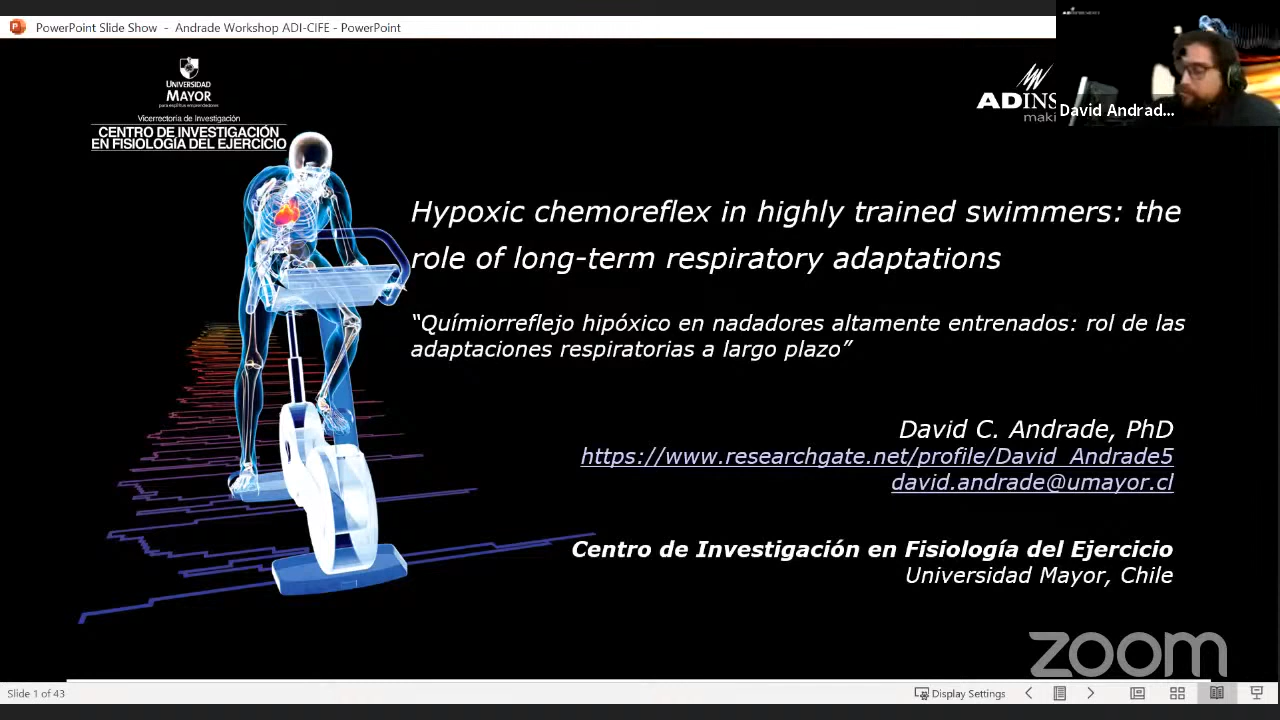 PowerPoint Slide Show - Andrade Workshop ADI-CIFE - PowerPoint
UNIVERSIDAD
MAYOR
para espíritus emprendedores
Vicerrectoría de Investigación
CENTRO DE INVESTIGACIÓN
EN FISIOLOGÍA DEL EJERCICIO
ADINS
maki
David Andrad...
Hypoxic chemoreflex in highly trained swimmers: the
role of long-term respiratory adaptations
“Químiorreflejo hipóxico en nadadores altamente entrenados: rol de las
adaptaciones respiratorias a largo plazo”
David C. Andrade, PhD
https://www.researchgate.net/profile/David_Andrade5
david.andrade@umayor.cl
Centro de Investigación en Fisiología del Ejercicio
Universidad Mayor, Chile
zoom
Slide 1 of 43
Display Settings